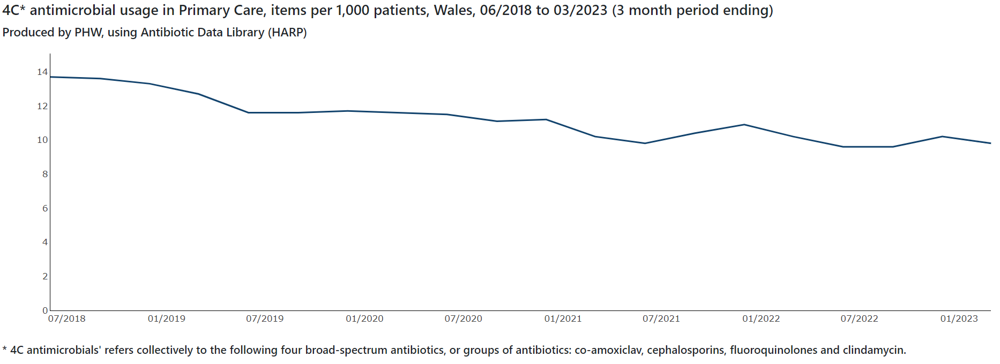 4C* antimicrobial usage in Primary Care, items per 1,000 patients, Wales, 06/2018 to 03/2023 (3 month period ending)
Produced by PHW, using Antibiotic Data Library (HARP)
14
12
10
8
6
4
2
0
07/2018 01/2019 07/2019 01/2020 07/2020 01/2021 07/2021 01/2022 07/2022 01/2023
* 4C antimicrobials' refers collectively to the following four broad-spectrum antibiotics, or groups of antibiotics: co-amoxiclav, cephalosporins, fluoroquinolones and clindamycin.